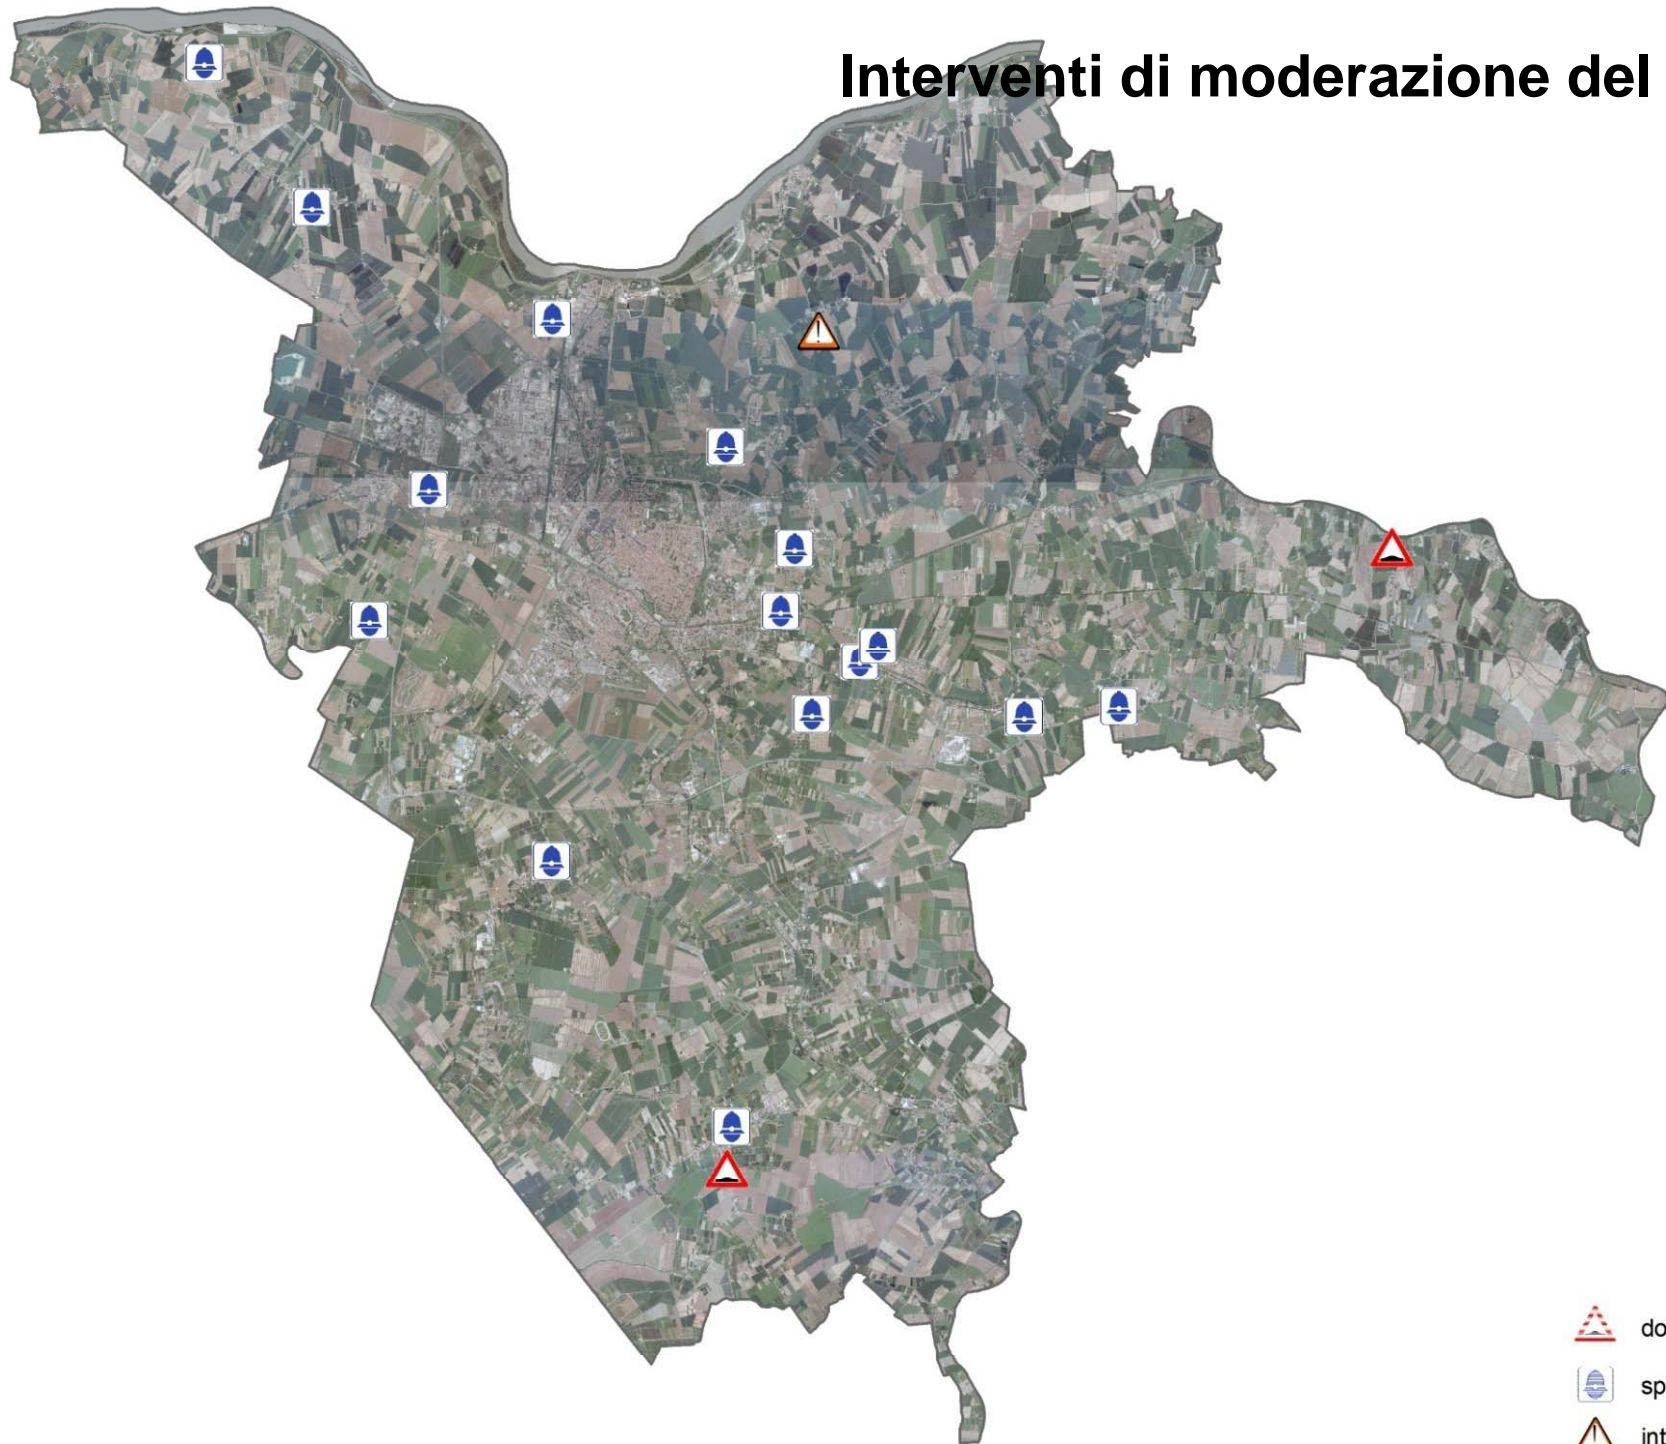 Interventi di moderazione del
do
sp
int